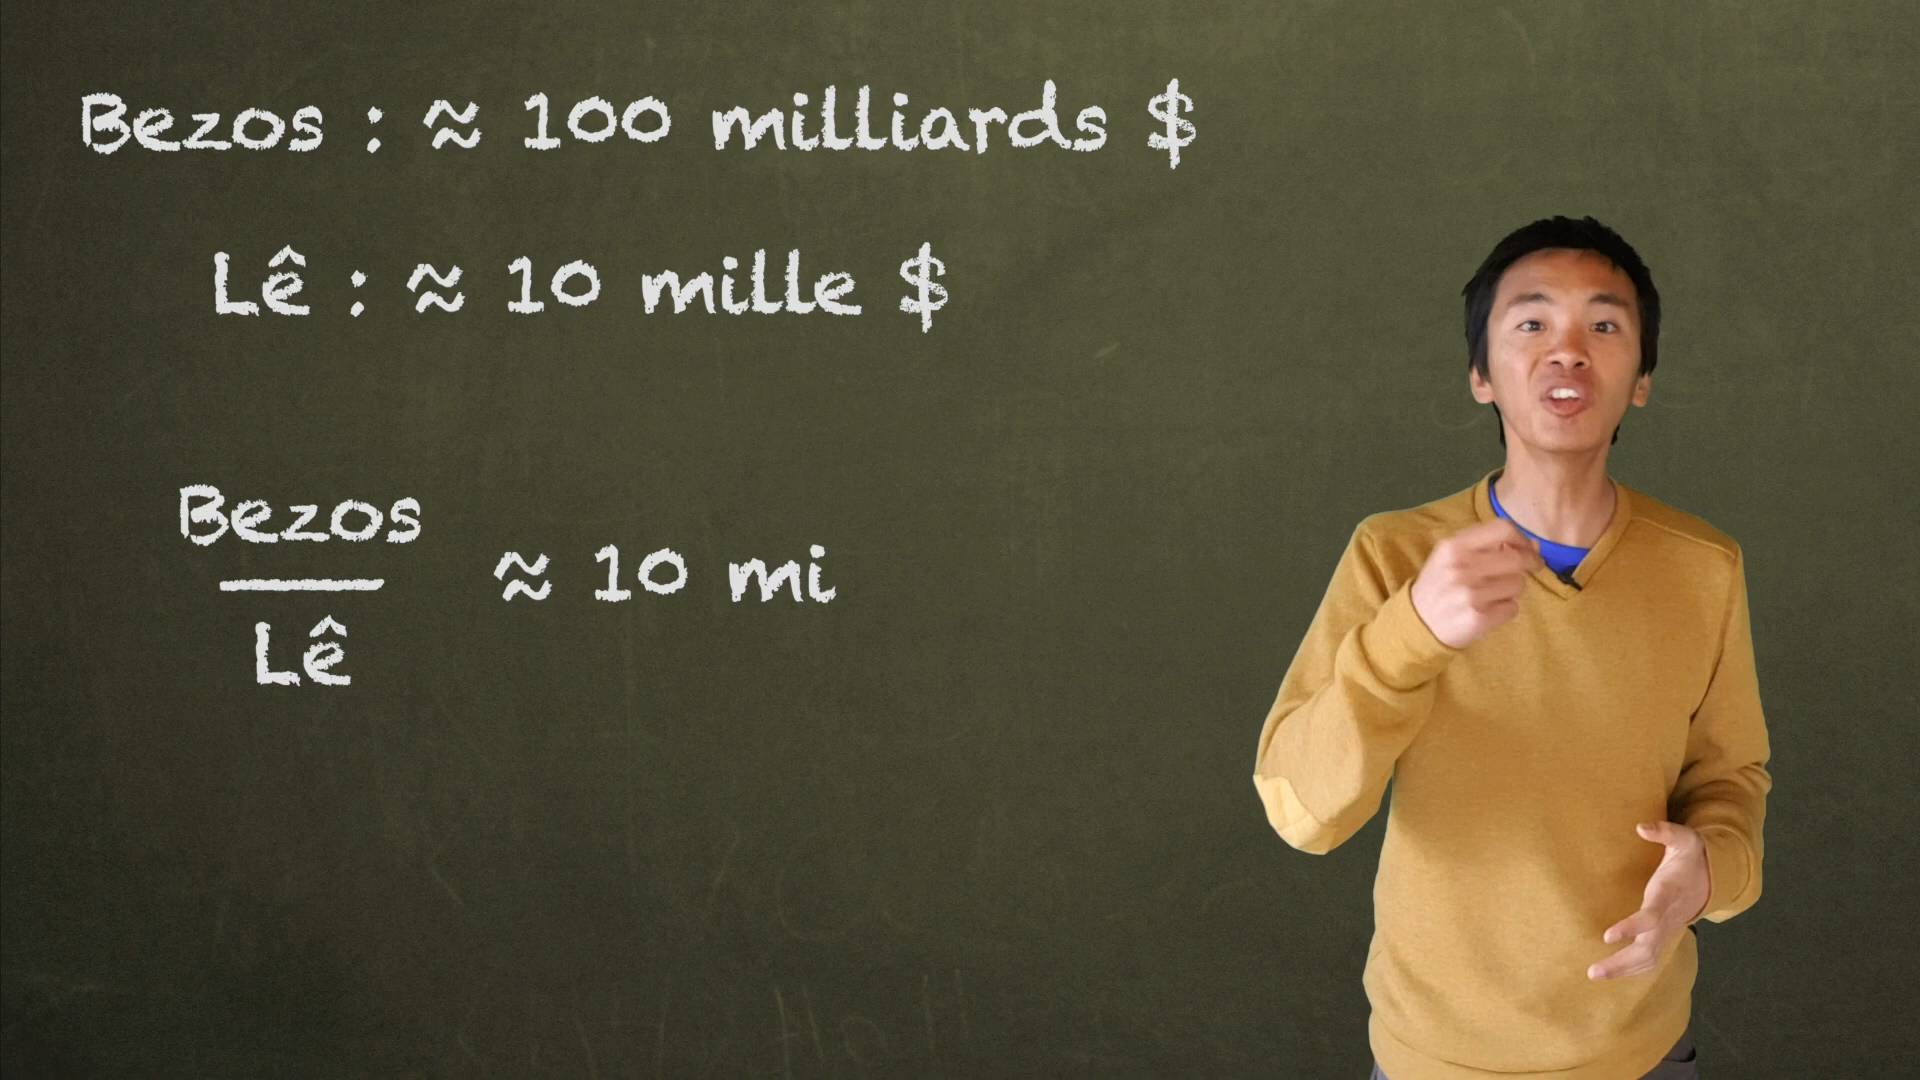 Bezos : ≈ 100 milliards $
Lê : ≈ 10 mille $
Bezos
≈ 10 mi
Lê